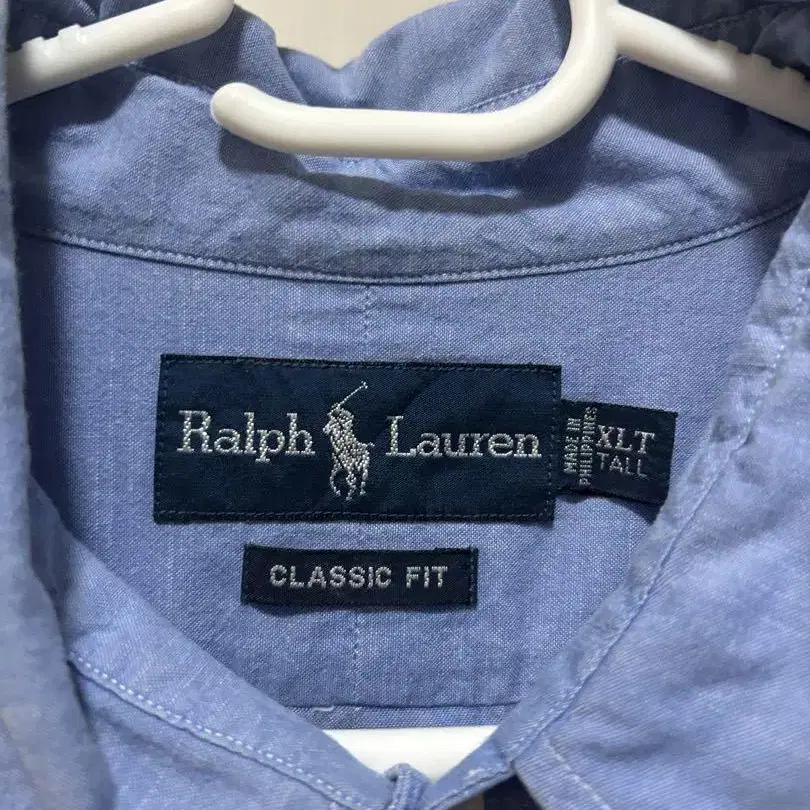 Ralph Lauren
MADE IN
PHILIPPINES
XLT
TALL
CLASSIC FIT